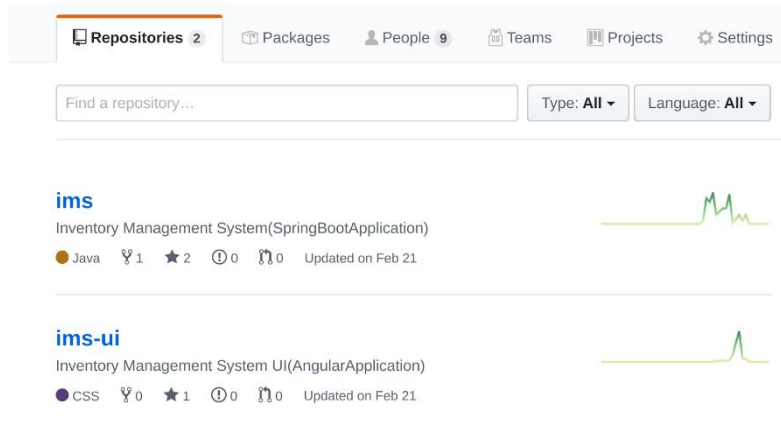 Repositories 2 Packages People 9 Teams Projects Settings
Find a repository… Type: All Language: All
ims
Inventory Management System(SpringBootApplication)
Java 1 2 0 0 Updated on Feb 21
ims-ui
Inventory Management System UI(AngularApplication)
CSS 0 1 0 0 Updated on Feb 21